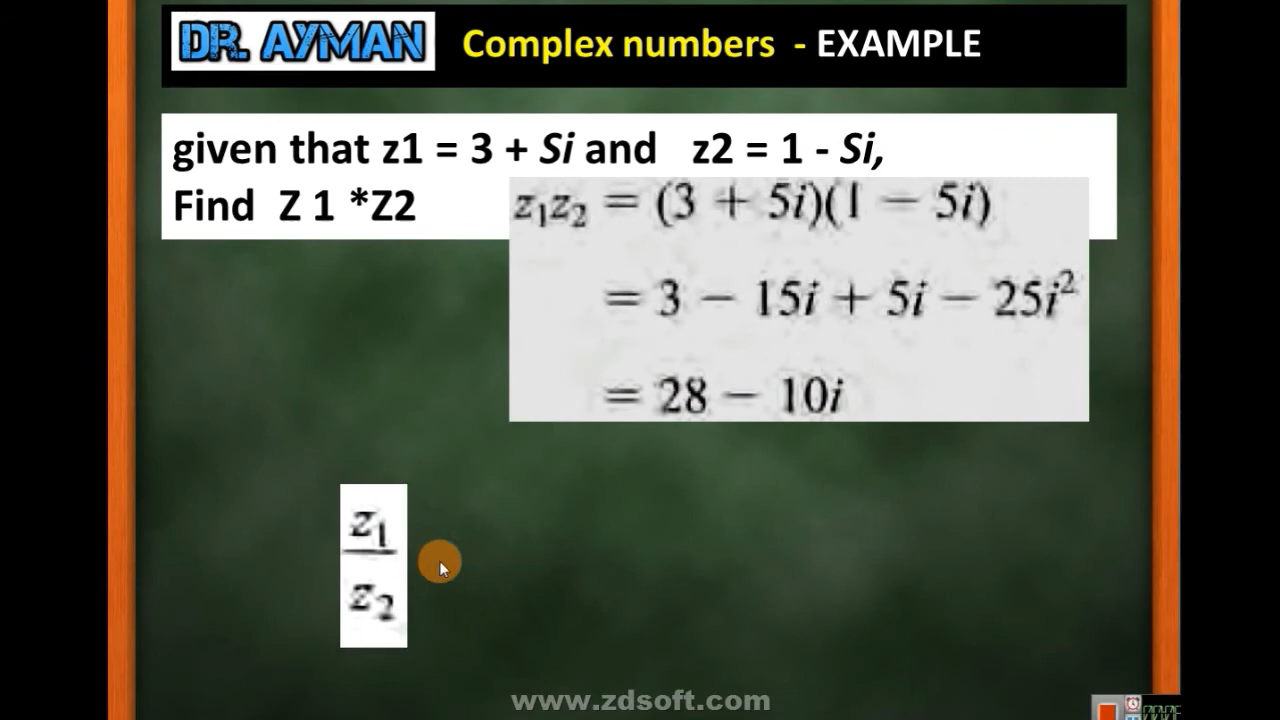 DR. AYMAN Complex numbers - EXAMPLE
given that z1 = 3 + Si and z2 = 1 - Si,
Find Z 1 *Z2
z₁z₂ = (3 + 5i)(1 − 5i)
= 3 − 15i + 5i − 25i²
= 28 − 10i
z₁
z₂
www.zdsoft.com